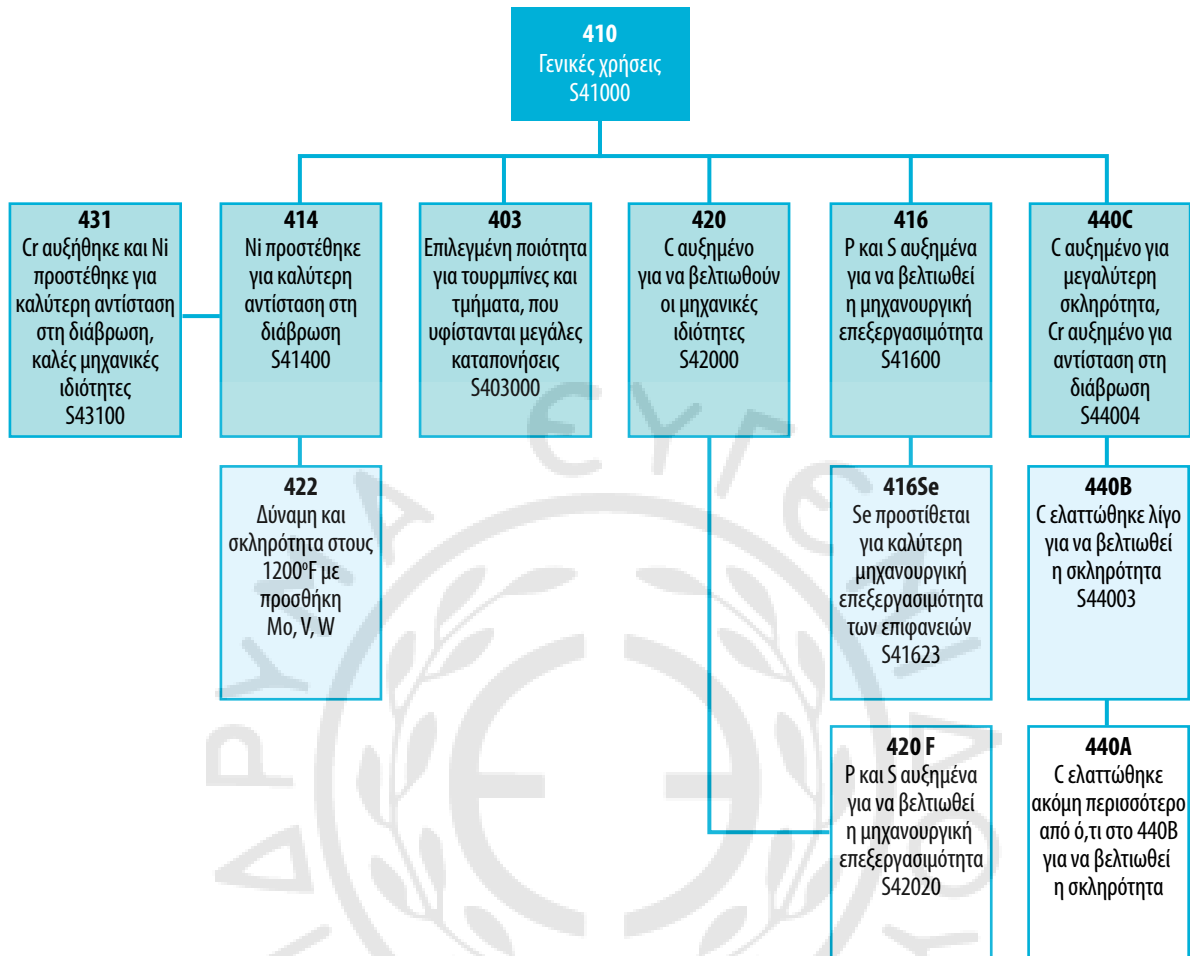 410
Γενικές χρήσεις
S41000
431
Cr αυξήθηκε και Ni
προστέθηκε για
καλύτερη αντίσταση
στη διάβρωση,
καλές μηχανικές
ιδιότητες
S43100
414
Ni προστέθηκε
για καλύτερη
αντίσταση στη
διάβρωση
S41400
403
Επιλεγμένη ποιότητα
για τουρμπίνες και
τμήματα, που
υφίστανται μεγάλες
καταπονήσεις
S403000
420
C αυξημένο
για να βελτιωθούν
οι μηχανικές
ιδιότητες
S42000
416
P και S αυξημένα
για να βελτιωθεί
η μηχανουργική
επεξεργασιμότητα
S41600
440C
C αυξημένο για
μεγαλύτερη
σκληρότητα,
Cr αυξημένο για
αντίσταση στη
διάβρωση
S44004
422
Δύναμη και
σκληρότητα στους
1200°F με
προσθήκη
Mo, V, W
416Se
Se προστίθεται
για καλύτερη
μηχανουργική
επεξεργασιμότητα
των επιφανειών
S41623
440B
C ελαττώθηκε λίγο
για να βελτιωθεί
η σκληρότητα
S44003
420 F
P και S αυξημένα
για να βελτιωθεί
η μηχανουργική
επεξεργασιμότητα
S42020
440A
C ελαττώθηκε
ακόμη περισσότερο
από ό,τι στο 440B
για να βελτιωθεί
η σκληρότητα